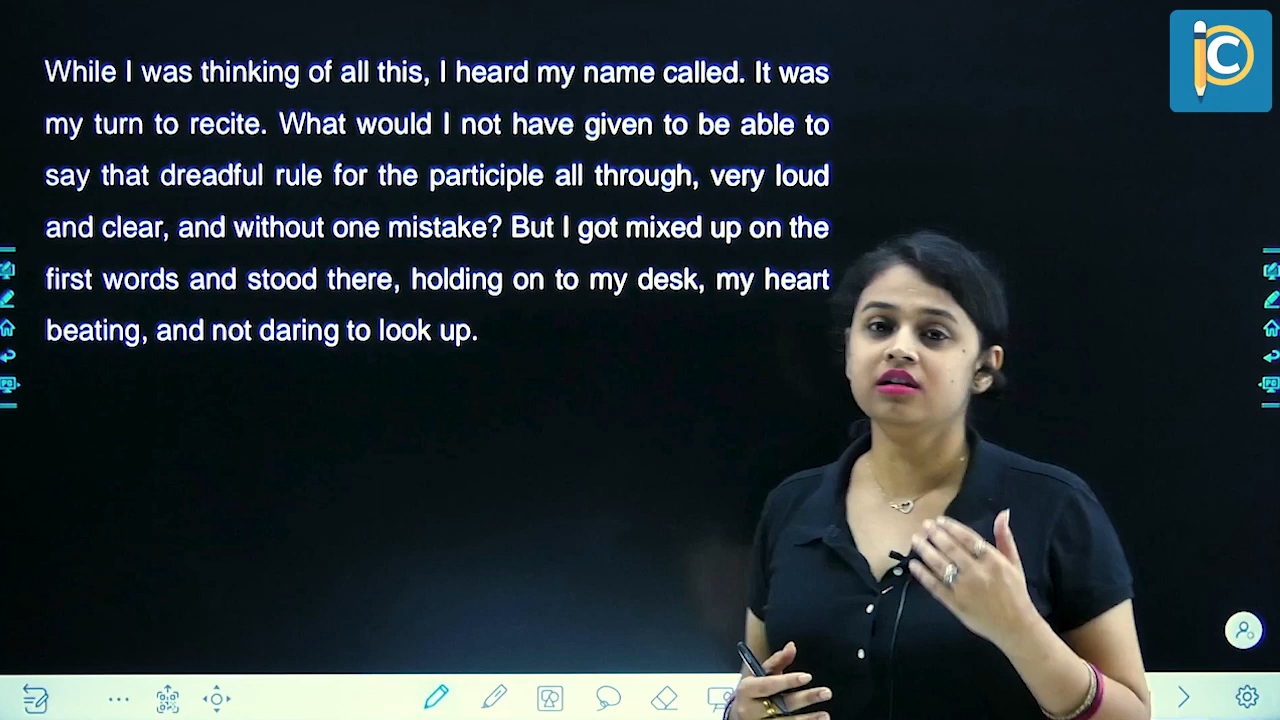 While I was thinking of all this, I heard my name called. It was
my turn to recite. What would I not have given to be able to
say that dreadful rule for the participle all through, very loud
and clear, and without one mistake? But I got mixed up on the
first words and stood there, holding on to my desk, my heart
beating, and not daring to look up.